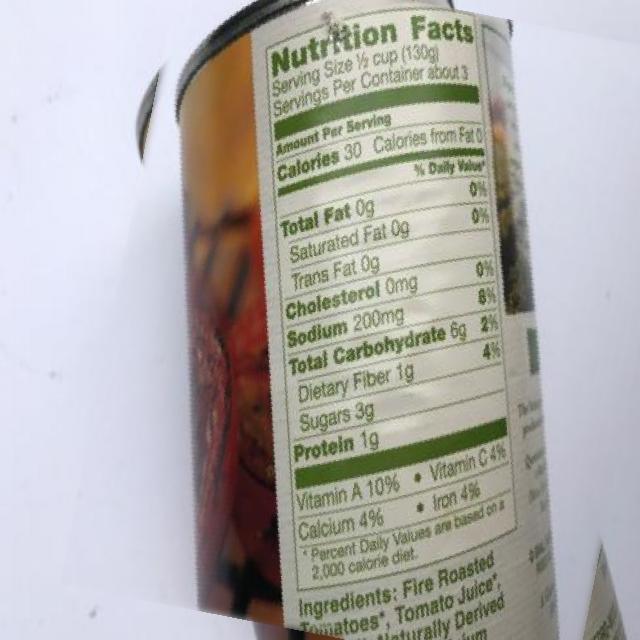 Nutrition Facts
Serving Size ½ cup (130g)
Servings Per Container about 3
Amount Per Serving
Calories 30 Calories from Fat 0
% Daily Value
Total Fat 0g 0%
Saturated Fat 0g 0%
Trans Fat 0g
Cholesterol 0mg 0%
Sodium 200mg 8%
Total Carbohydrate 6g 2%
Dietary Fiber 1g 4%
Sugars 3g
Protein 1g
Vitamin A 10% • Vitamin C 4%
Calcium 4% • Iron 4%
* Percent Daily Values are based on a
2,000 calorie diet.
Ingredients: Fire Roasted
Tomatoes*, Tomato Juice*,
Naturally Derived